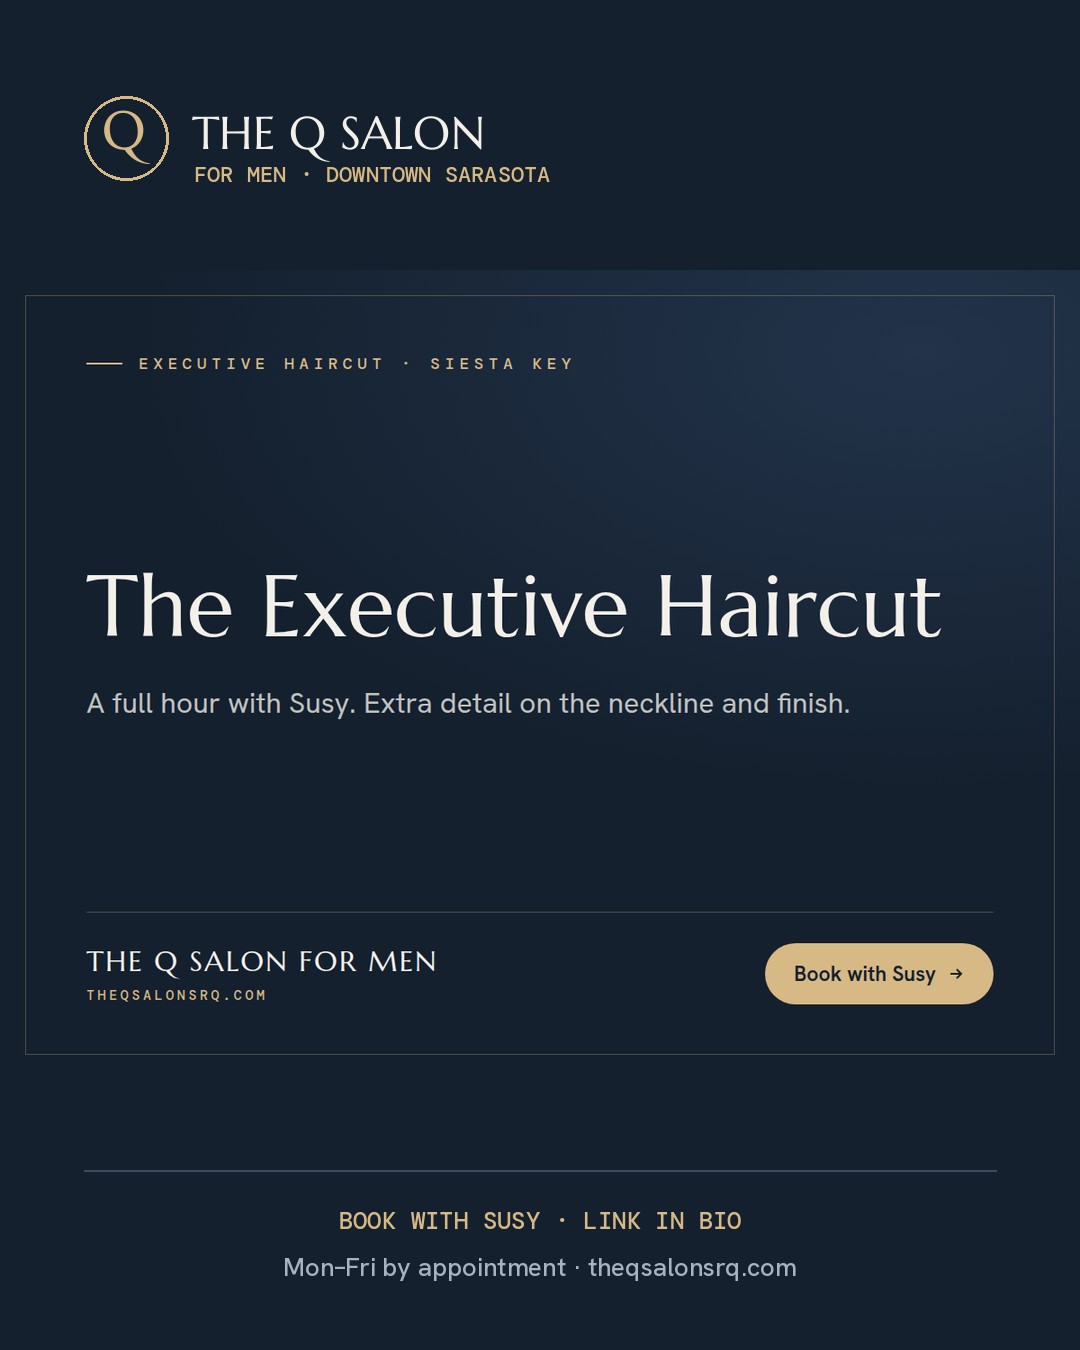 Q
THE Q SALON
FOR MEN · DOWNTOWN SARASOTA
EXECUTIVE HAIRCUT · SIESTA KEY
The Executive Haircut
A full hour with Susy. Extra detail on the neckline and finish.
THE Q SALON FOR MEN
THEQSALONSRQ.COM
Book with Susy →
BOOK WITH SUSY · LINK IN BIO
Mon–Fri by appointment · theqsalonsrq.com